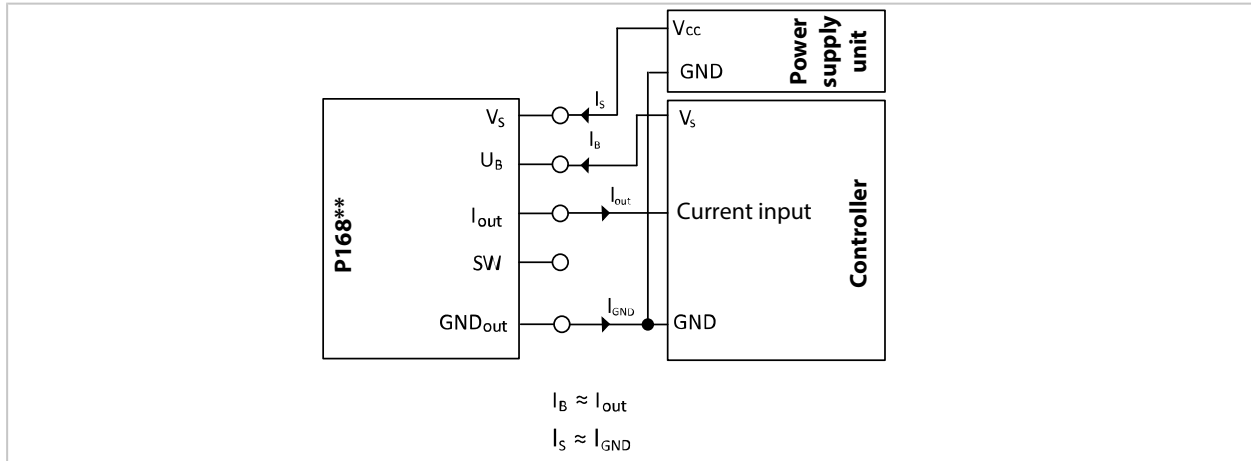 Vcc
GND
Power
supply
unit
P168**
VS
UB
Iout
SW
GNDout
IS
IB
Iout
IGND
Vs
Current input
GND
Controller
IB ≈ Iout
IS ≈ IGND